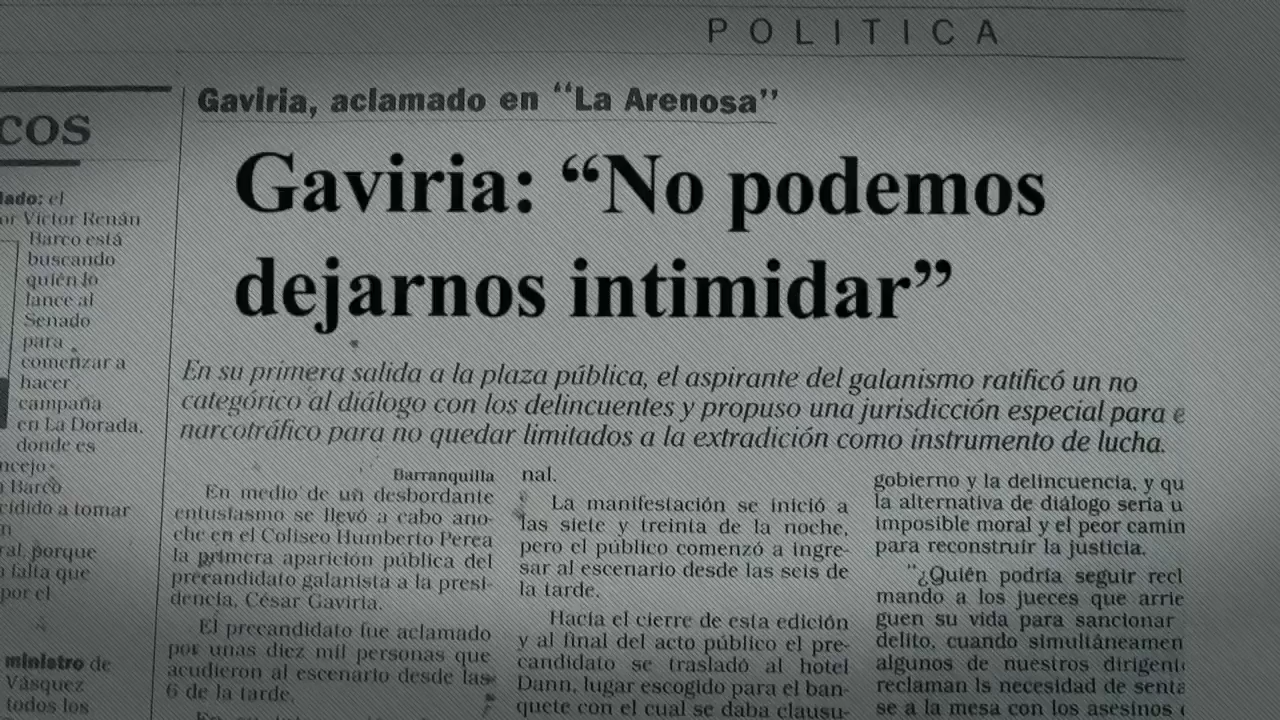 POLITICA
COS
Gaviria, aclamado en “La Arenosa”
Gaviria: “No podemos
dejarnos intimidar”
En su primera salida a la plaza pública, el aspirante del galanismo ratificó un no
categórico al diálogo con los delincuentes y propuso una jurisdicción especial para e
narcotráfico para no quedar limitados a la extradición como instrumento de lucha.
lado: el
or Víctor Renán
Barco está
buscando
quién lo
lance al
Senado
para
comenzar a
hacer
campaña
en La Dorada,
donde es
ncejo
Barco
cidido a tomar
n
ral, porque
falta que
por el
ministro de
Vásquez
todos los
Barranquilla
En medio de un desbordante
entusiasmo se llevó a cabo ano-
che en el Coliseo Humberto Perea
la primera aparición pública del
precandidato galanista a la presi-
dencia, César Gaviria.
El precandidato fue aclamado
por unas diez mil personas que
acudieron al escenario desde las
6 de la tarde.
nal.
La manifestación se inició a
las siete y treinta de la noche,
pero el público comenzó a ingre-
sar al escenario desde las seis de
la tarde.
Hacia el cierre de esta edición
y al final del acto público el pre-
candidato se trasladó al hotel
Dann, lugar escogido para el ban-
quete con el cual se daba clausu-
gobierno y la delincuencia, y qu
la alternativa de diálogo sería u
imposible moral y el peor camin
para reconstruir la justicia.
“¿Quién podría seguir recl
mando a los jueces que arrie
guen su vida para sancionar
delito, cuando simultáneamen
algunos de nuestros dirigent
reclaman ls necesidad de senta
se a la mesa con los asesinos